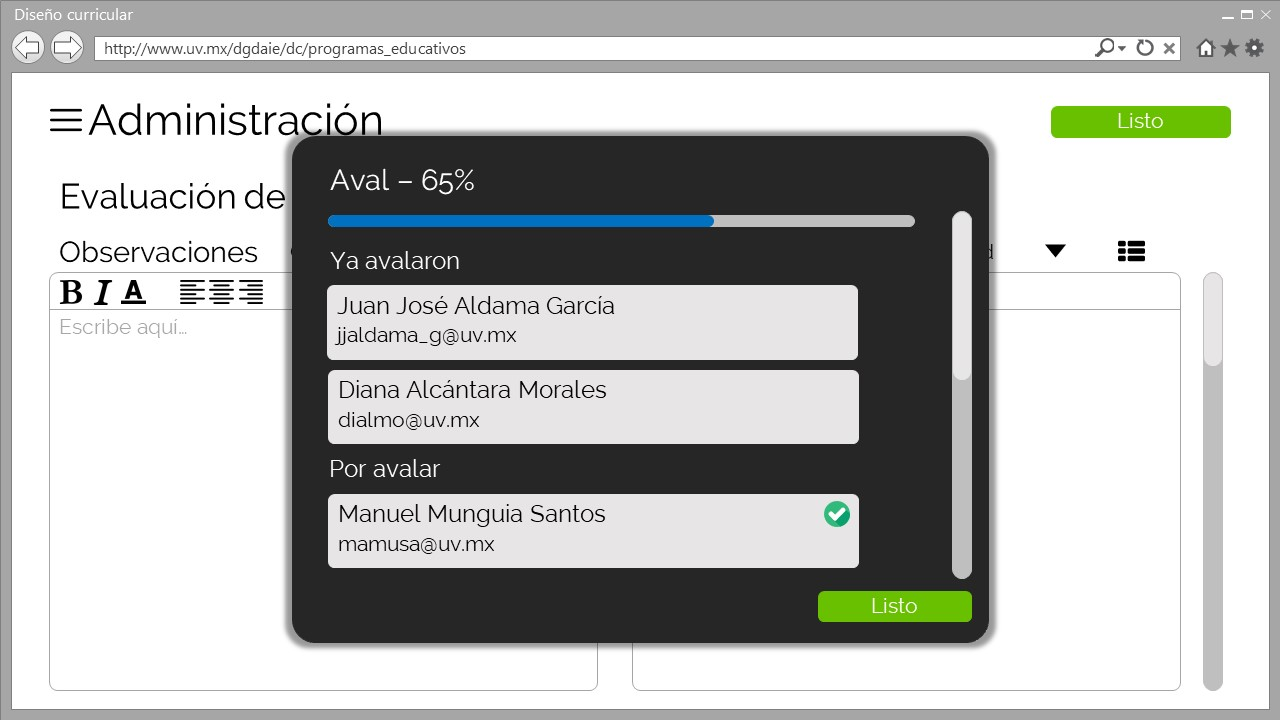 Diseño curricular
http://www.uv.mx/dgdaie/dc/programas_educativos
Administración
Listo
Evaluación de
Observaciones
B I A
Escribe aquí...
Aval – 65%
Ya avalaron
Juan José Aldama García
jjaldama_g@uv.mx
Diana Alcántara Morales
dialmo@uv.mx
Por avalar
Manuel Munguia Santos
mamusa@uv.mx
Listo